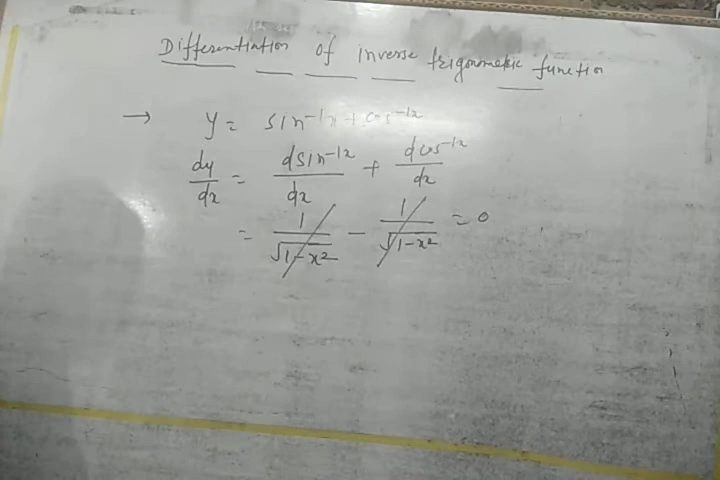 Differentiation of inverse trigonometric function
→ y = sin⁻¹x + cos⁻¹x
dy/dx = dsin⁻¹x/dx + dcos⁻¹x/dx
= 1/√1-x² - 1/√1-x² = 0